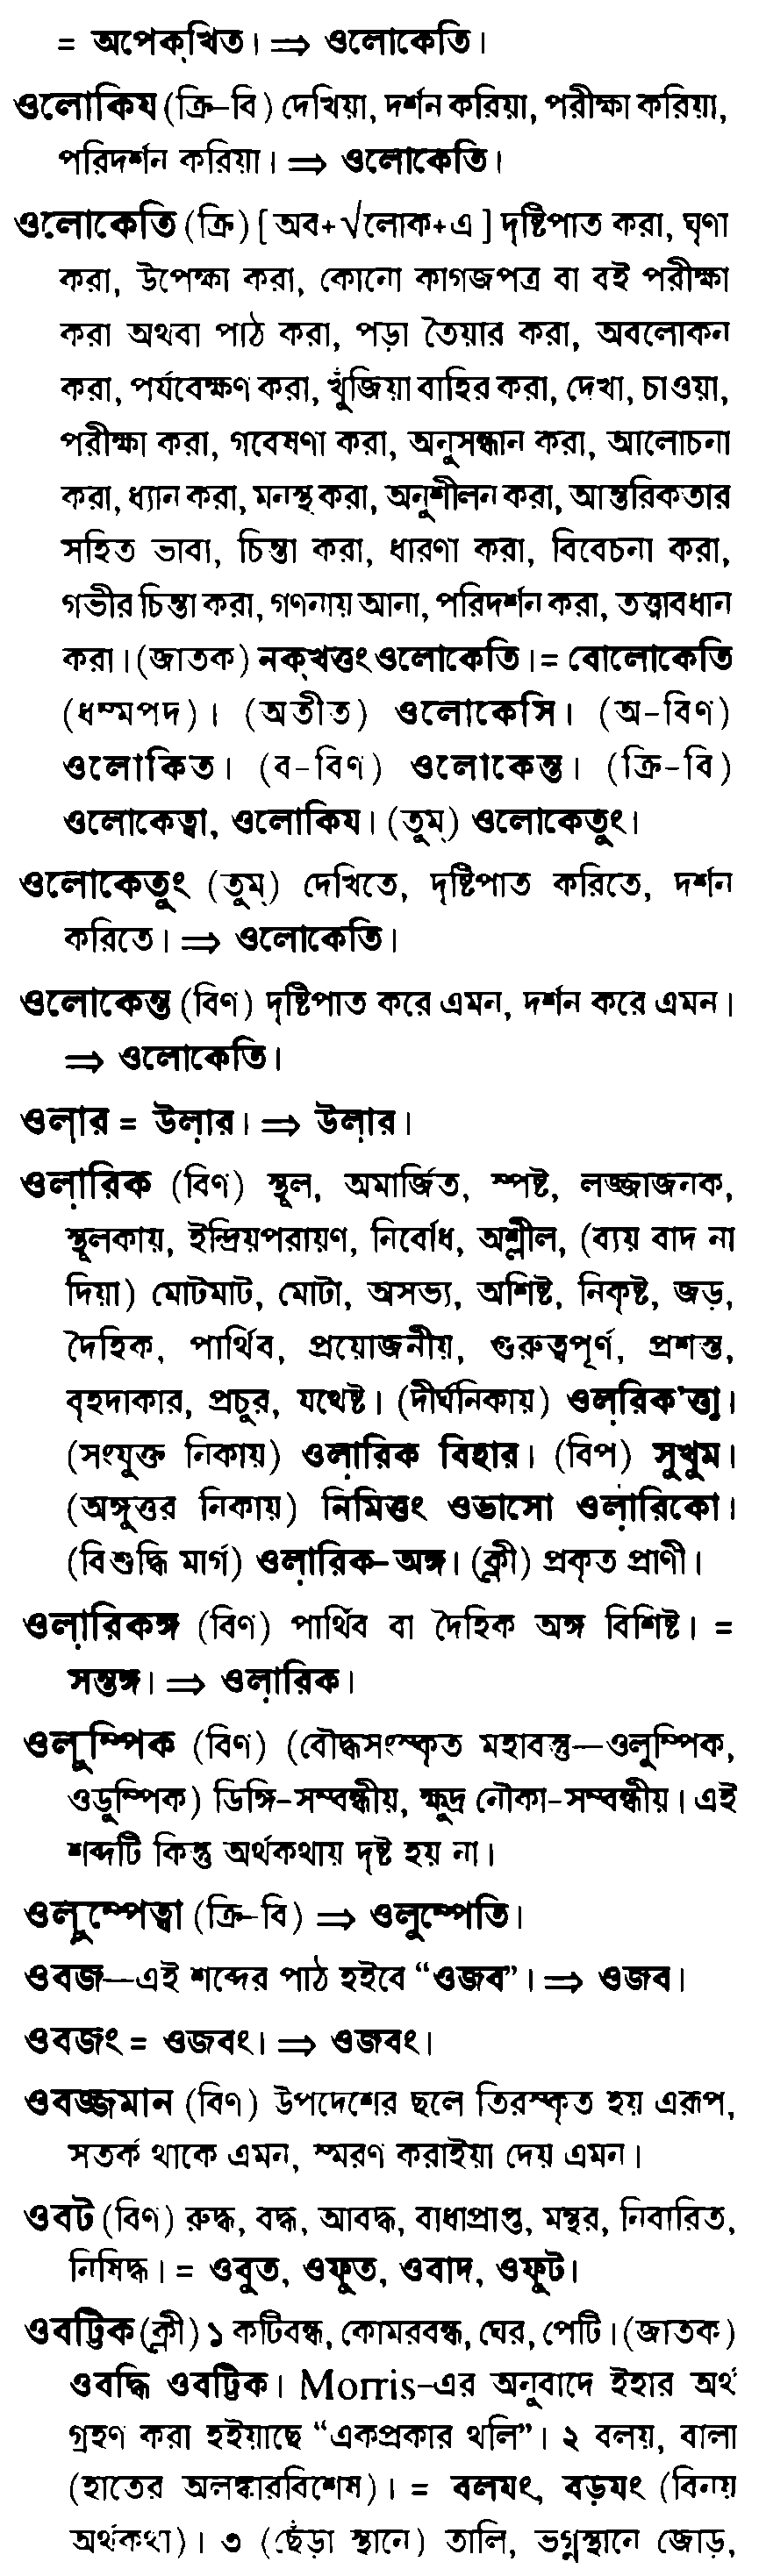 = অপেক্‌খিত। ⇒ ওলোকেতি।
ওলোকিয (ক্রি-বি) দেখিয়া, দর্শন করিয়া, পরীক্ষা করিয়া,
পরিদর্শন করিয়া। ⇒ ওলোকেতি।
ওলোকেতি (ক্রি) [ অব+√লোক+এ ] দৃষ্টিপাত করা, ঘৃণা
করা, উপেক্ষা করা, কোনো কাগজপত্র বা বই পরীক্ষা
করা অথবা পাঠ করা, পড়া তৈয়ার করা, অবলোকন
করা, পর্যবেক্ষণ করা, খুঁজিয়া বাহির করা, দেখা, চাওয়া,
পরীক্ষা করা, গবেষণা করা, অনুসন্ধান করা, আলোচনা
করা, ধ্যান করা, মনস্থ করা, অনুশীলন করা, আন্তরিকতার
সহিত ভাবা, চিন্তা করা, ধারণা করা, বিবেচনা করা,
গভীর চিন্তা করা, গণনায় আনা, পরিদর্শন করা, তত্ত্বাবধান
করা। (জাতক) নক্‌খত্তং ওলোকেতি। = বোলোকেতি
(ধম্মপদ)। (অতীত) ওলোকেসি। (অ-বিণ)
ওলোকিত। (ব-বিণ) ওলোকেন্ত। (ক্রি-বি)
ওলোকেত্বা, ওলোকিয। (তুম্) ওলোকেতুং।
ওলোকেতুং (তুম্) দেখিতে, দৃষ্টিপাত করিতে, দর্শন
করিতে। ⇒ ওলোকেতি।
ওলোকেন্ত (বিণ) দৃষ্টিপাত করে এমন, দর্শন করে এমন।
⇒ ওলোকেতি।
ওল়ার = উল়ার। ⇒ উল়ার।
ওল়ারিক (বিণ) স্থূল, অমার্জিত, স্পষ্ট, লজ্জাজনক,
স্থূলকায়, ইন্দ্রিয়পরায়ণ, নির্বোধ, অশ্লীল, (ব্যয় বাদ না
দিয়া) মোটমাট, মোটা, অসভ্য, অশিষ্ট, নিকৃষ্ট, জড়,
দৈহিক, পার্থিব, প্রয়োজনীয়, গুরুত্বপূর্ণ, প্রশস্ত,
বৃহদাকার, প্রচুর, যথেষ্ট। (দীর্ঘনিকায়) ওল়রিক'ত্তা।
(সংযুক্ত নিকায়) ওল়ারিক বিহার। (বিপ) সুখুম।
(অঙ্গুত্তর নিকায়) নিমিত্তং ওভাসো ওল়ারিকো।
(বিশুদ্ধি মার্গ) ওল়ারিক-অঙ্গ। (ক্লী) প্রকৃত প্রাণী।
ওল়ারিকঙ্গ (বিণ) পার্থিব বা দৈহিক অঙ্গ বিশিষ্ট। =
সন্তঙ্গ। ⇒ ওল়ারিক।
ওলুম্পিক (বিণ) (বৌদ্ধসংস্কৃত মহাবস্তু—ওলুম্পিক,
ওড়ুম্পিক) ডিঙ্গি-সম্বন্ধীয়, ক্ষুদ্র নৌকা-সম্বন্ধীয়। এই
শব্দটি কিন্তু অর্থকথায় দৃষ্ট হয় না।
ওলুম্পেত্বা (ক্রি-বি) ⇒ ওলুম্পেতি।
ওবজ—এই শব্দের পাঠ হইবে “ওজব”। ⇒ ওজব।
ওবজং = ওজবং। ⇒ ওজবং।
ওবজ্জমান (বিণ) উপদেশের ছলে তিরস্কৃত হয় এরূপ,
সতর্ক থাকে এমন, স্মরণ করাইয়া দেয় এমন।
ওবট (বিণ) রুদ্ধ, বদ্ধ, আবদ্ধ, বাধাপ্রাপ্ত, মন্থর, নিবারিত,
নিষিদ্ধ। = ওবুত, ওফুত, ওবাদ, ওফুট।
ওবট্টিক (ক্লী) ১ কটিবন্ধ, কোমরবন্ধ, ঘের, পেটি। (জাতক)
ওবদ্ধি ওবট্টিক। Morris-এর অনুবাদে ইহার অর্থ
গ্রহণ করা হইয়াছে “একপ্রকার থলি”। ২ বলয়, বালা
(হাতের অলঙ্কারবিশেষ)। = বলযং, বড়যং (বিনয়
অর্থকথা)। ৩ (ছেঁড়া স্থানে) তালি, ভগ্নস্থানে জোড়,